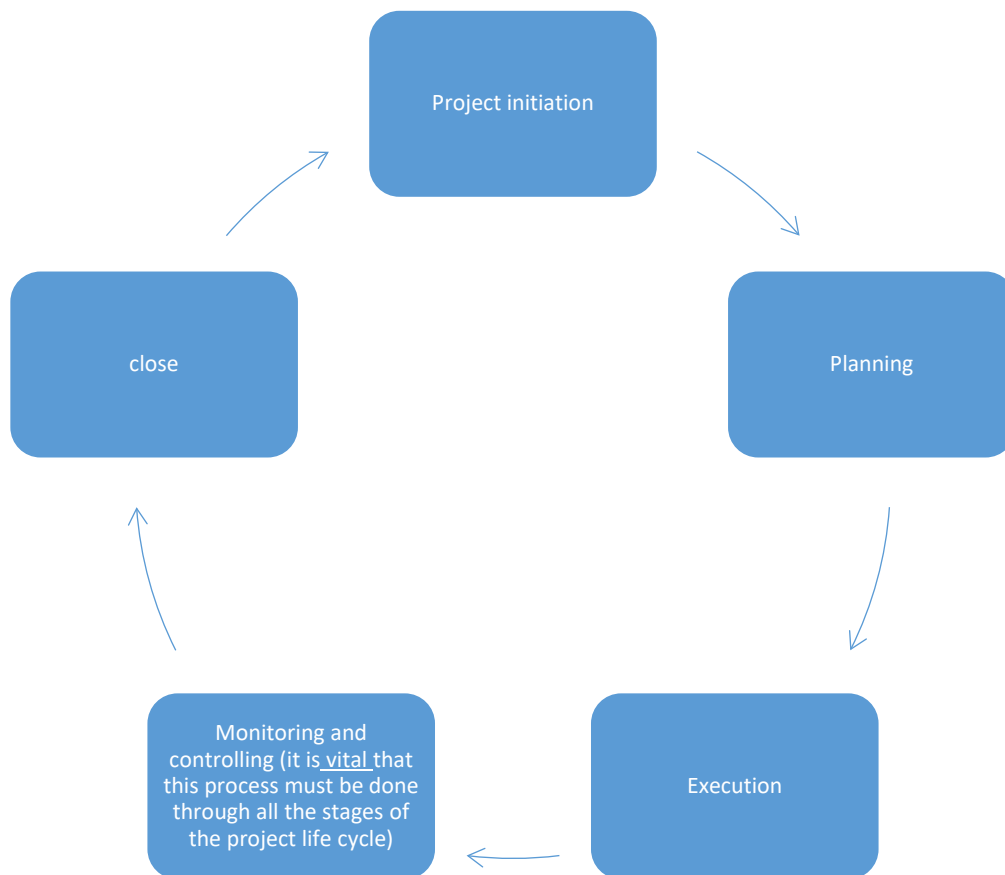 Project initiation
Planning
Execution
Monitoring and
controlling (it is vital that
this process must be done
through all the stages of
the project life cycle)
close